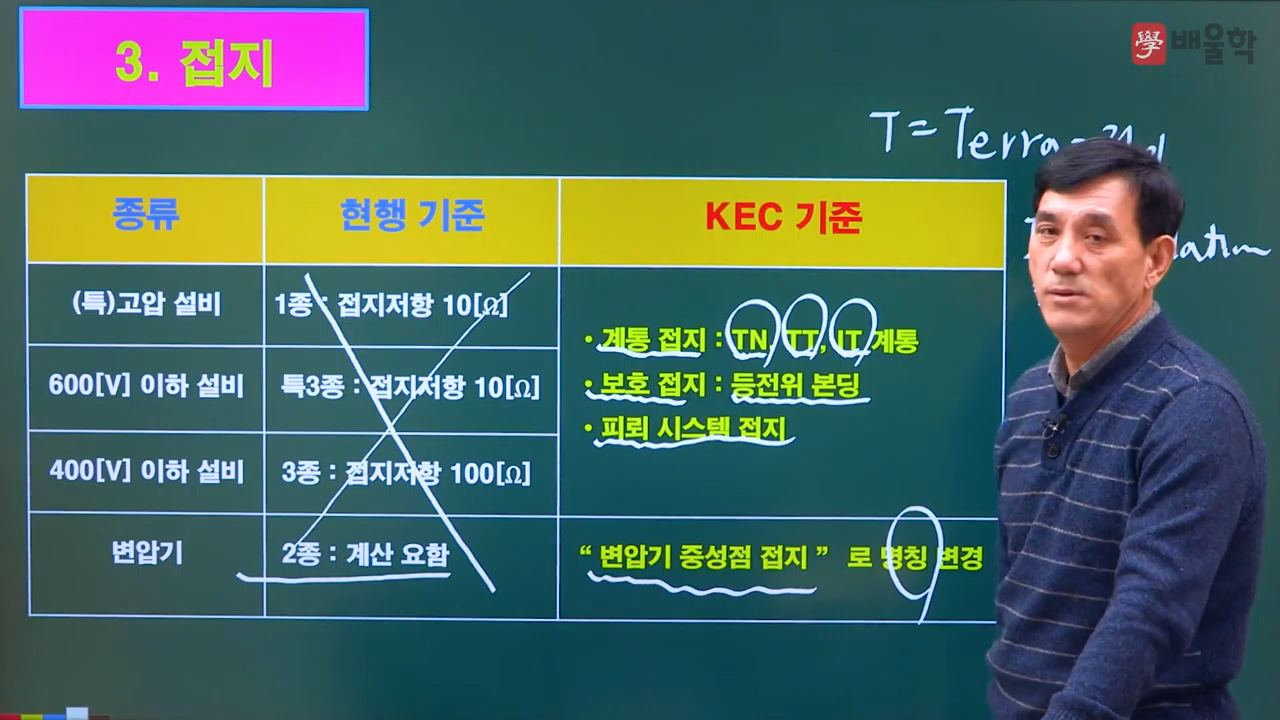 學 배울학
3. 접지
T = Terra
종류 현행 기준 KEC 기준
(특)고압 설비 1종 : 접지저항 10[Ω]
600[V] 이하 설비 특3종 : 접지저항 10[Ω]
400[V] 이하 설비 3종 : 접지저항 100[Ω]
• 계통 접지 : TN, TT, IT 계통
• 보호 접지 : 등전위 본딩
• 피뢰 시스템 접지
변압기 2종 : 계산 요함 “ 변압기 중성점 접지 ” 로 명칭 변경